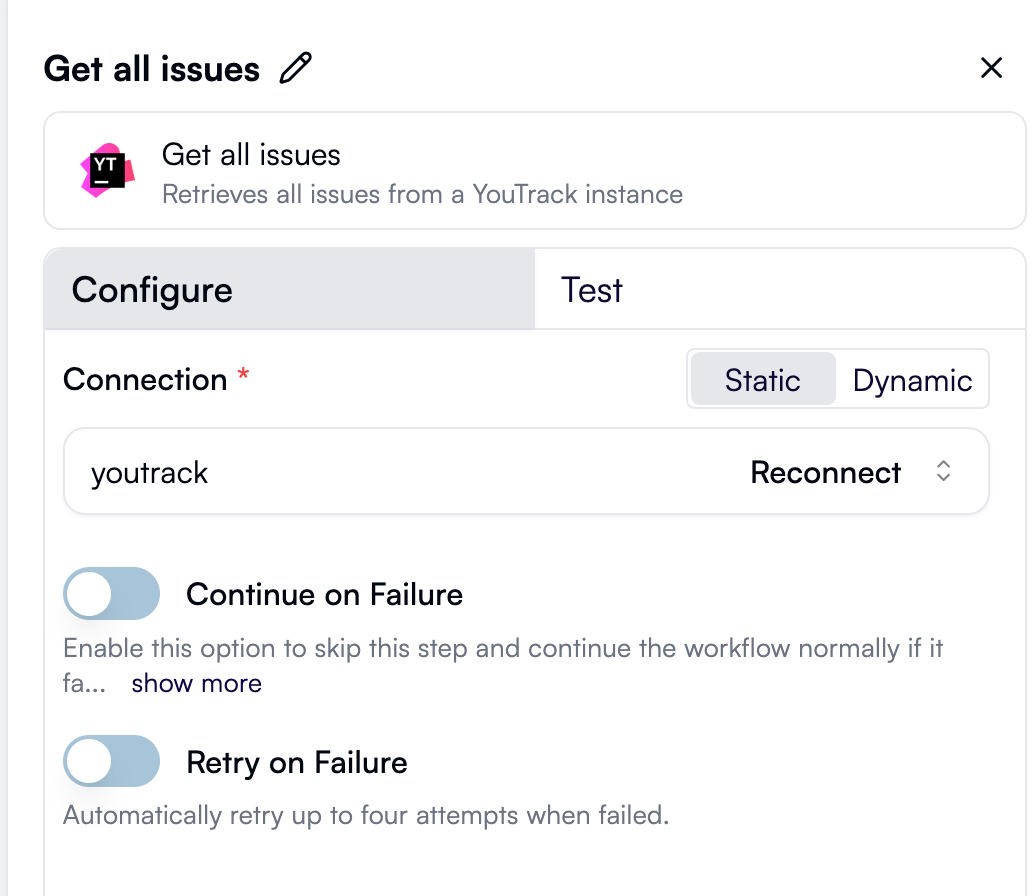 Get all issues
YT
Get all issues
Retrieves all issues from a YouTrack instance
Configure
Test
Connection *
Static
Dynamic
youtrack
Reconnect
Continue on Failure
Enable this option to skip this step and continue the workflow normally if it
fa... show more
Retry on Failure
Automatically retry up to four attempts when failed.